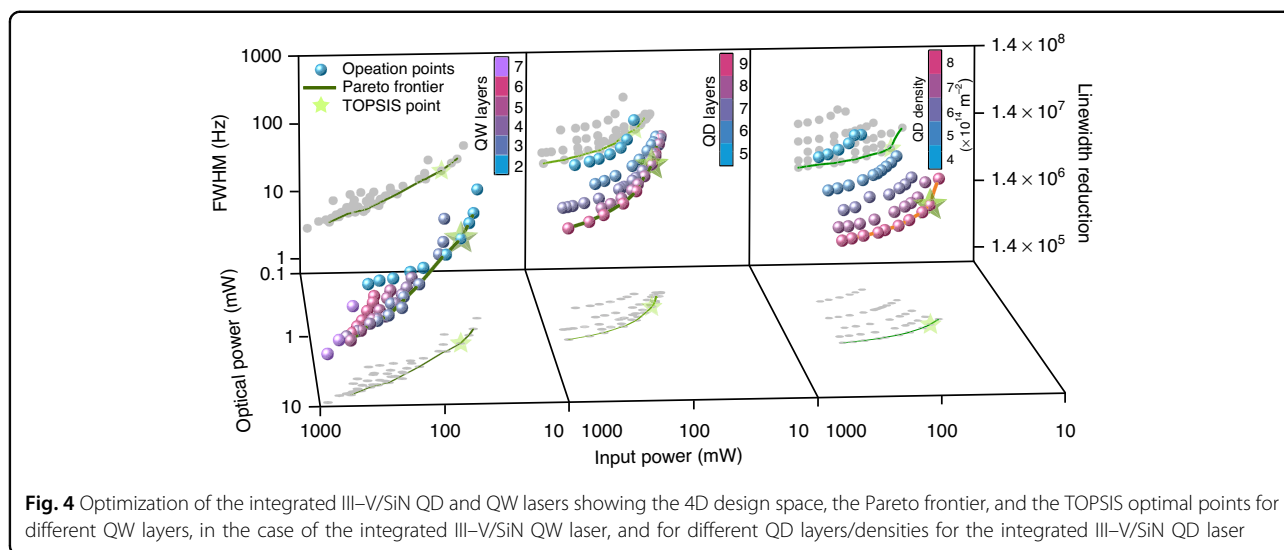 1000
100
10
1
0.1
1
10
FWHM (Hz)
Optical power (mW)
Opeation points
Pareto frontier
TOPSIS point
QW layers
7
6
5
4
3
2
QD layers
9
8
7
6
5
QD density
(× 10¹⁴ m⁻²)
8
7
6
5
4
1.4 × 10⁸
1.4 × 10⁷
1.4 × 10⁶
1.4 × 10⁵
Linewidth reduction
1000 100 10 1000 100 10 1000 100 10
Input power (mW)
Fig. 4 Optimization of the integrated III–V/SiN QD and QW lasers showing the 4D design space, the Pareto frontier, and the TOPSIS optimal points for
different QW layers, in the case of the integrated III–V/SiN QW laser, and for different QD layers/densities for the integrated III–V/SiN QD laser